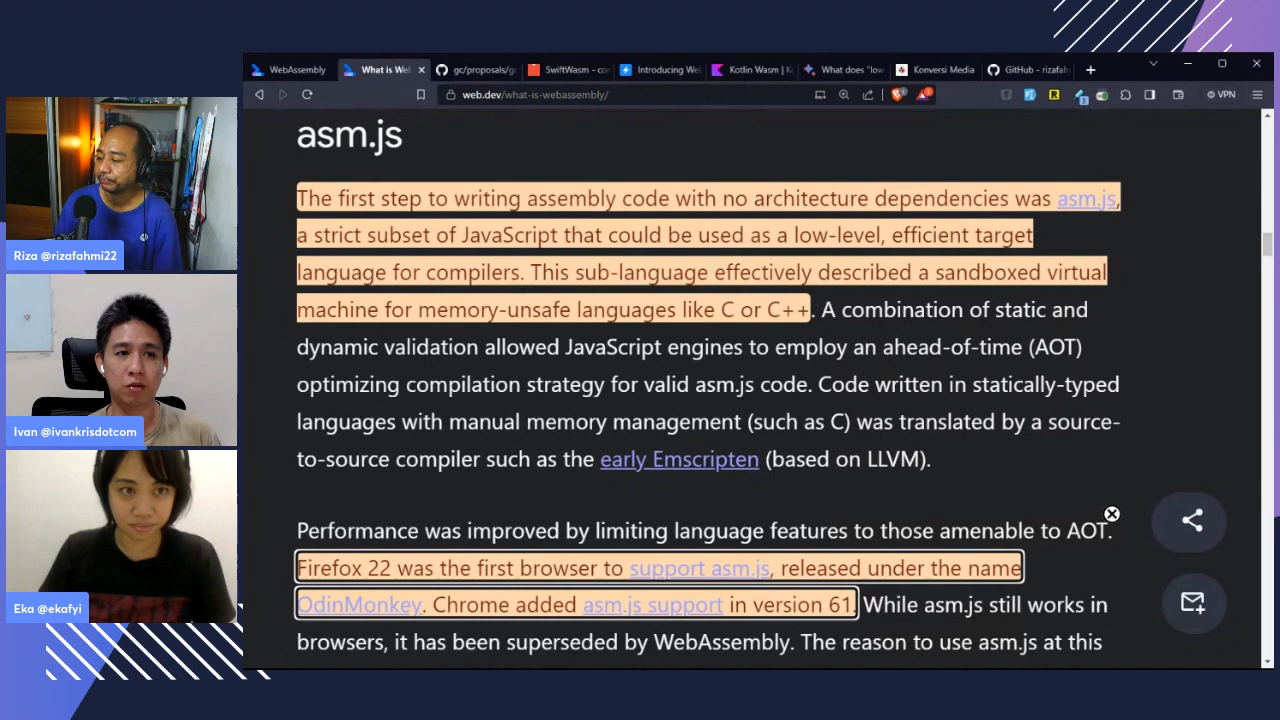 WebAssembly
What is We
gc/proposals/g
SwiftWasm - co
Introducing We
Kotlin Wasm | K
What does "low
Konversi Media
GitHub - rizafah
web.dev/what-is-webassembly/
VPN
asm.js
The first step to writing assembly code with no architecture dependencies was asm.js,
a strict subset of JavaScript that could be used as a low-level, efficient target
language for compilers. This sub-language effectively described a sandboxed virtual
machine for memory-unsafe languages like C or C++. A combination of static and
dynamic validation allowed JavaScript engines to employ an ahead-of-time (AOT)
optimizing compilation strategy for valid asm.js code. Code written in statically-typed
languages with manual memory management (such as C) was translated by a source-
to-source compiler such as the early Emscripten (based on LLVM).
Performance was improved by limiting language features to those amenable to AOT.
Firefox 22 was the first browser to support asm.js, released under the name
OdinMonkey. Chrome added asm.js support in version 61. While asm.js still works in
browsers, it has been superseded by WebAssembly. The reason to use asm.js at this
Riza @rizafahmi22
Ivan @ivankrisdotcom
Eka @ekafyi